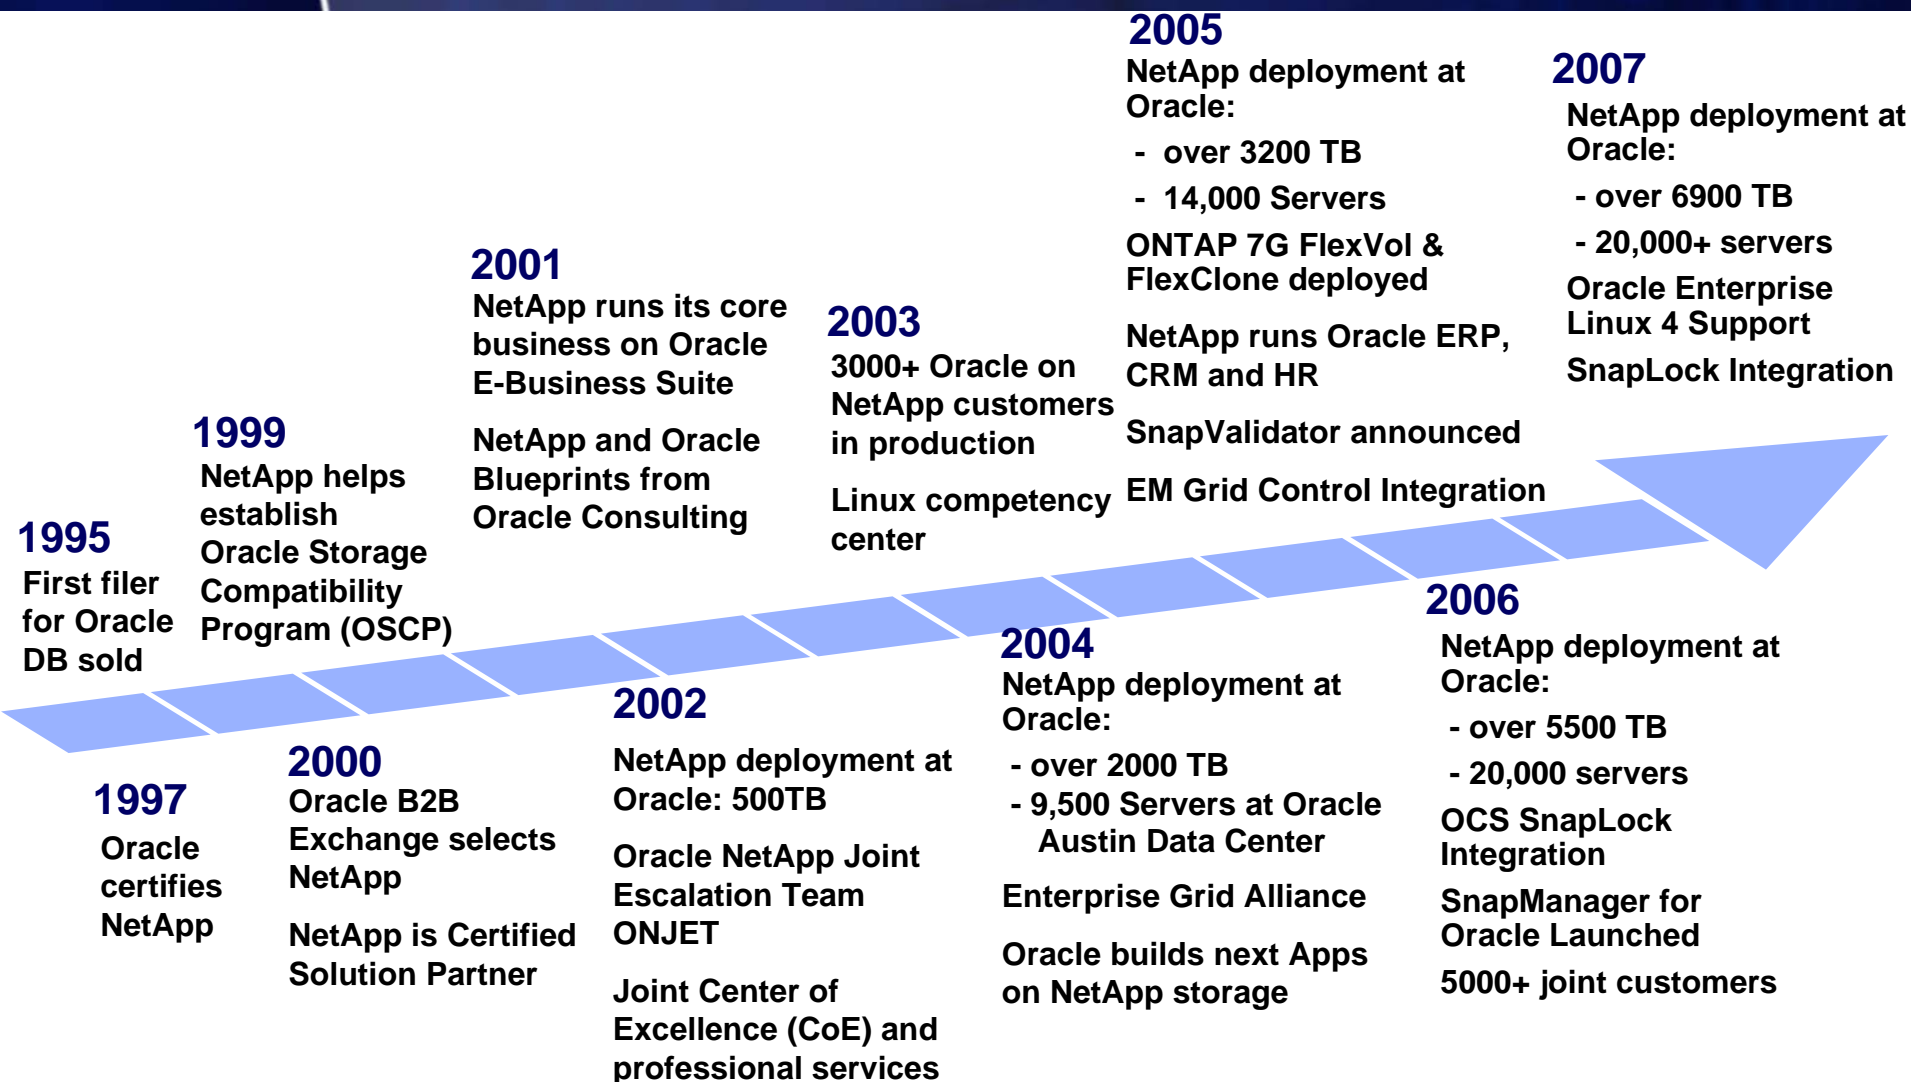 1995
First filer
for Oracle
DB sold
1997
Oracle
certifies
NetApp
1999
NetApp helps
establish
Oracle Storage
Compatibility
Program (OSCP)
2000
Oracle B2B
Exchange selects
NetApp
NetApp is Certified
Solution Partner
2001
NetApp runs its core
business on Oracle
E-Business Suite
NetApp and Oracle
Blueprints from
Oracle Consulting
2002
NetApp deployment at
Oracle: 500TB
Oracle NetApp Joint
Escalation Team
ONJET
Joint Center of
Excellence (CoE) and
professional services
2003
3000+ Oracle on
NetApp customers
in production
Linux competency
center
2004
NetApp deployment at
Oracle:
- over 2000 TB
- 9,500 Servers at Oracle
Austin Data Center
Enterprise Grid Alliance
Oracle builds next Apps
on NetApp storage
2005
NetApp deployment at
Oracle:
- over 3200 TB
- 14,000 Servers
ONTAP 7G FlexVol &
FlexClone deployed
NetApp runs Oracle ERP,
CRM and HR
SnapValidator announced
EM Grid Control Integration
2006
NetApp deployment at
Oracle:
- over 5500 TB
- 20,000 servers
OCS SnapLock
Integration
SnapManager for
Oracle Launched
5000+ joint customers
2007
NetApp deployment at
Oracle:
- over 6900 TB
- 20,000+ servers
Oracle Enterprise
Linux 4 Support
SnapLock Integration